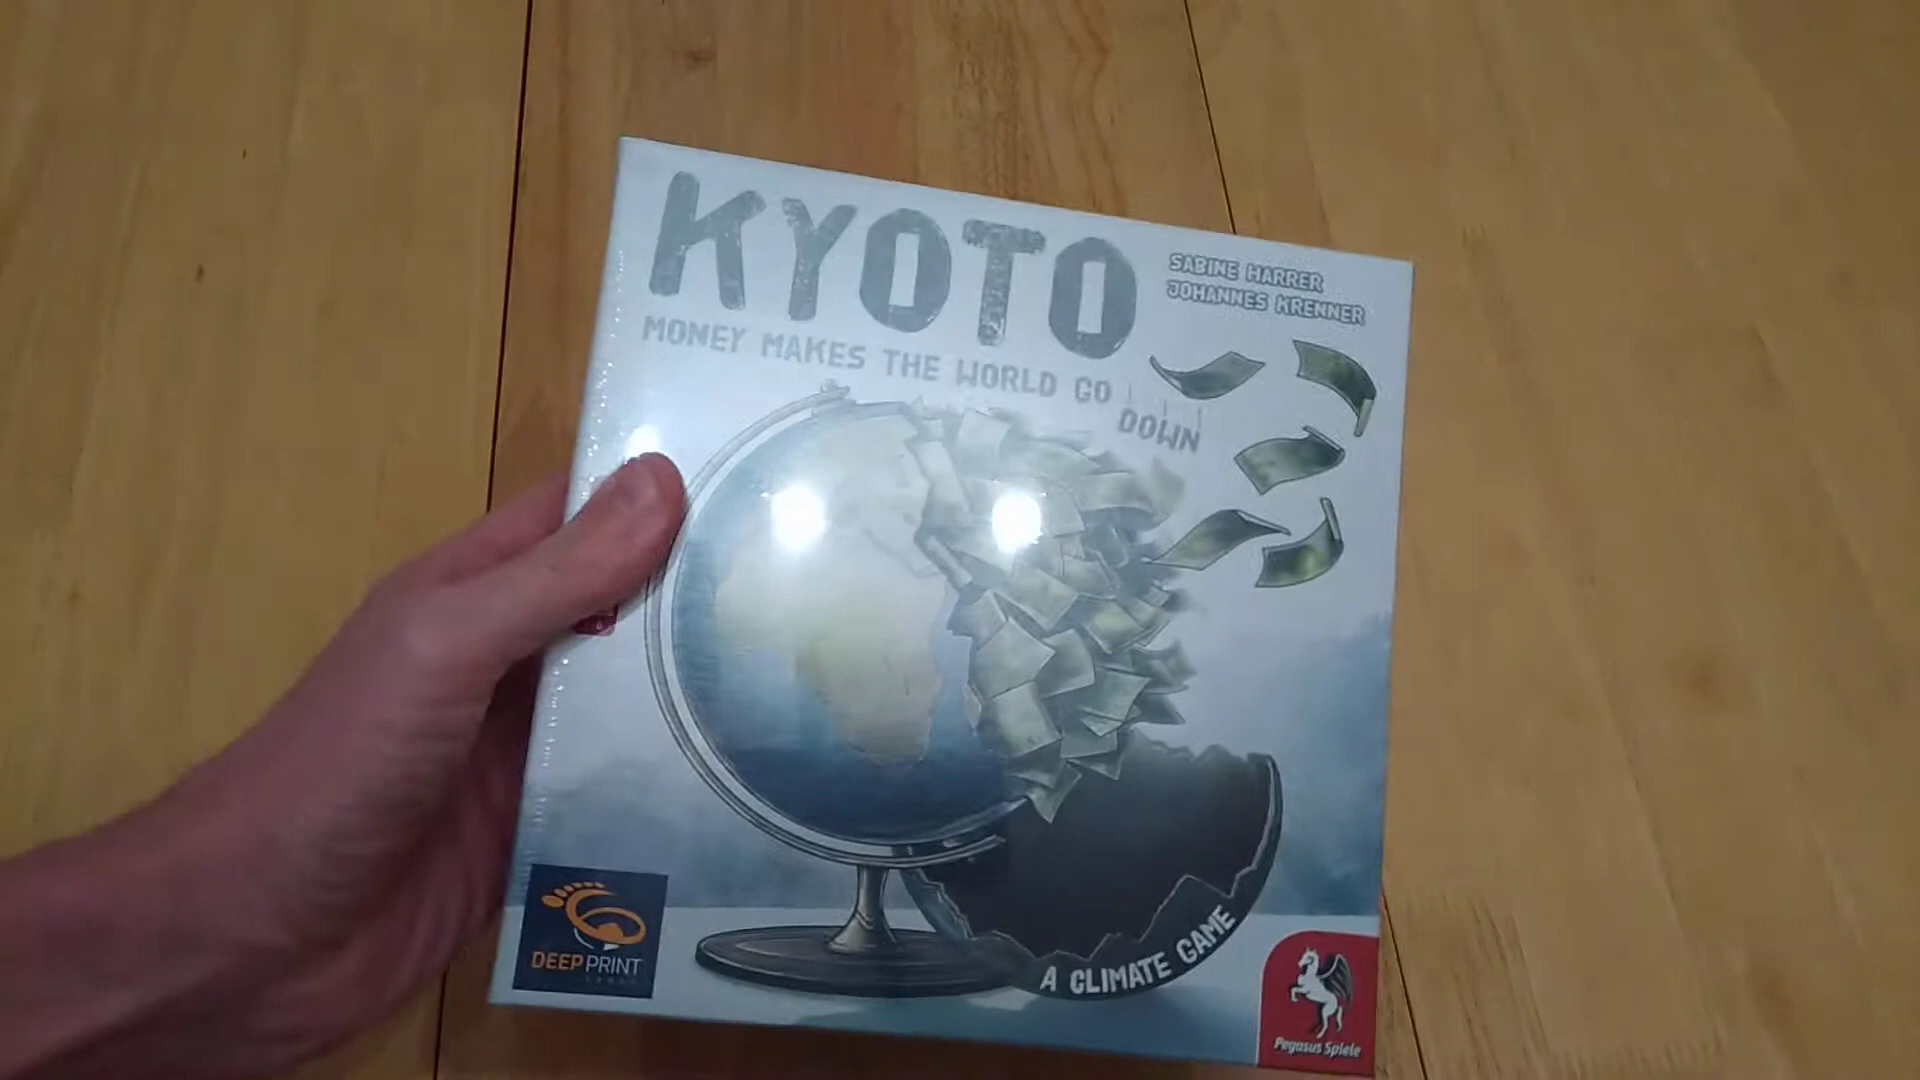 KYOTO
SABINE HARRER
JOHANNES KRENNER
MONEY MAKES THE WORLD GO
DOWN
A CLIMATE GAME
DEEP PRINT
Pegasus Spiele